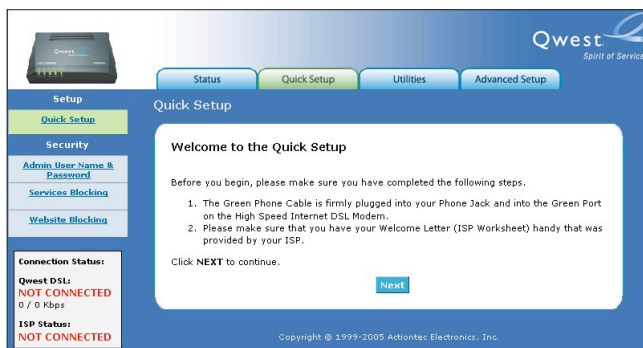 Qwest
Qwest
Spirit of Service
Status
Quick Setup
Utilities
Advanced Setup
Setup
Quick Setup
Security
Admin User Name &
Password
Services Blocking
Website Blocking
Connection Status:
Qwest DSL:
NOT CONNECTED
0 / 0 Kbps
ISP Status:
NOT CONNECTED
Quick Setup
Welcome to the Quick Setup
Before you begin, please make sure you have completed the following steps.
1. The Green Phone Cable is firmly plugged into your Phone Jack and into the Green Port
on the High Speed Internet DSL Modem.
2. Please make sure that you have your Welcome Letter (ISP Worksheet) handy that was
provided by your ISP.
Click NEXT to continue.
Next
Copyright © 1999-2005 Actiontec Electronics, Inc.